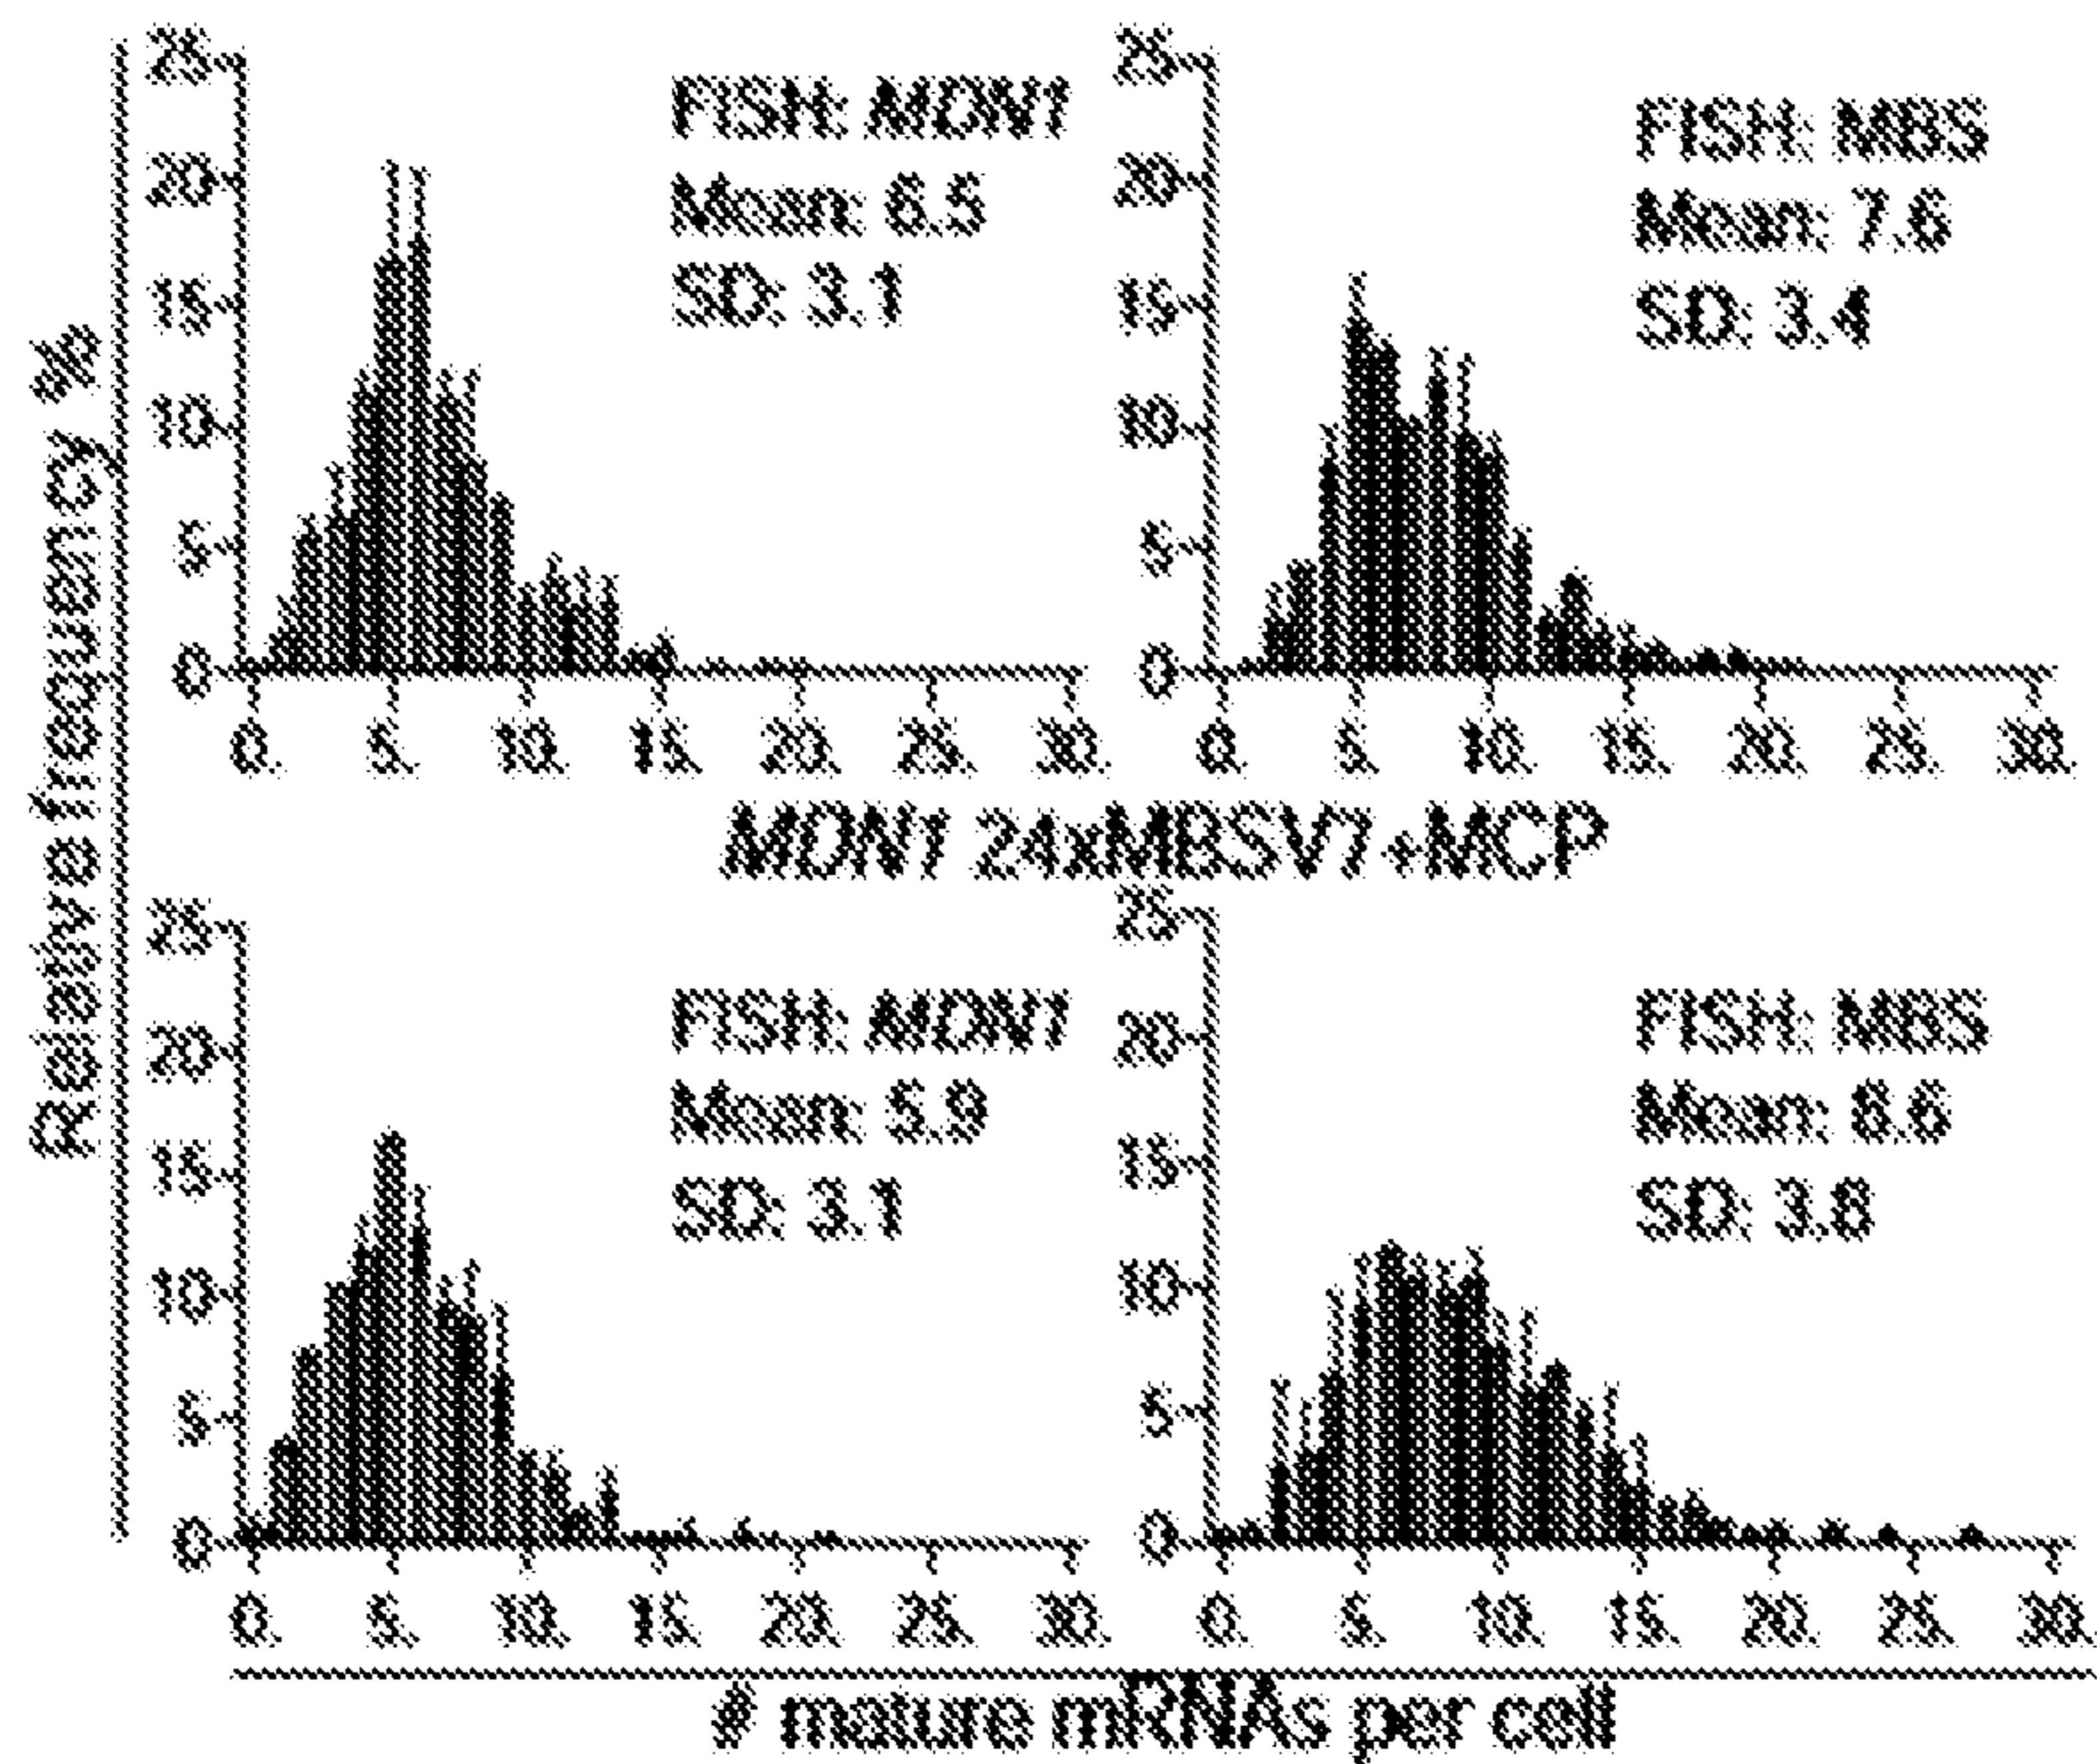 Relative frequency %
25
20
15
10
5
0
FISH: MDN1
Mean: 6.5
SD: 3.1
0. 5. 10. 15. 20. 25. 30.
25
20
15
10
5
0
FISH: MBS
Mean: 7.6
SD: 3.4
0. 5. 10. 15. 20. 25. 30.
MDN1 24xMBSV7+MCP
25
20
15
10
5
0
FISH: MDN1
Mean: 5.9
SD: 3.1
0. 5. 10. 15. 20. 25. 30.
25
20
15
10
5
0
FISH: MBS
Mean: 8.6
SD: 3.8
0. 5. 10. 15. 20. 25. 30.
# mature mRNAs per cell